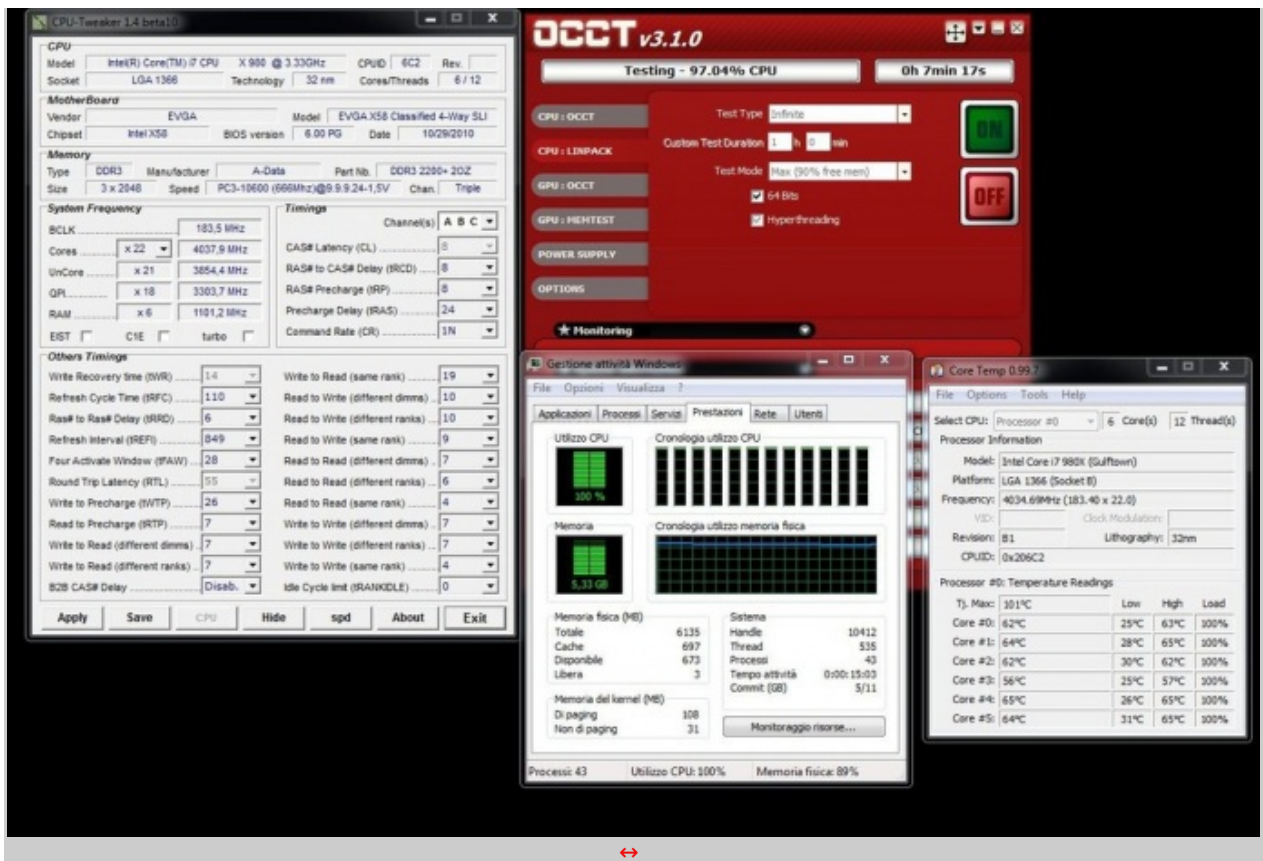 CPU-Tweaker 1.4 beta10
CPU
Model Intel(R) Core(TM) i7 CPU X 980 @ 3.33GHz CPUID 6C2 Rev.
Socket LGA 1366 Technology 32 nm Cores/Threads 6 / 12
MotherBoard
Vendor EVGA Model EVGA X58 Classified 4-Way SLI
Chipset Intel X58 BIOS version 6.00 PG Date 10/29/2010
Memory
Type DDR3 Manufacturer A-Data Part Nb. DDR3 2200+ 2OZ
Size 3 x 2048 Speed PC3-10600 (666Mhz)@9.9.9.24-1,5V Chan. Triple
System Frequency
BCLK 183,5 MHz
Cores x 22 4037,9 MHz
UnCore x 21 3854,4 MHz
QPI x 18 3303,7 MHz
RAM x 6 1101,2 MHz
EIST C1E turbo
Timings
Channel(s) A B C
CAS# Latency (CL) 8
RAS# to CAS# Delay (tRCD) 8
RAS# Precharge (tRP) 8
Precharge Delay (tRAS) 24
Command Rate (CR) 1N
Others Timings
Write Recovery time (tWR) 14
Refresh Cycle Time (tRFC) 110
Ras# to Ras# Delay (tRRD) 6
Refresh Interval (tREFI) 849
Four Activate Window (tFAW) 28
Round Trip Latency (RTL) 55
Write to Precharge (tWTP) 26
Read to Precharge (tRTP) 7
Write to Read (different dimms) 7
Write to Read (different ranks) 7
B2B CAS# Delay Disab.
Write to Read (same rank) 19
Read to Write (different dimms) 10
Read to Write (different ranks) 10
Read to Write (same rank) 9
Read to Read (different dimms) 7
Read to Read (different ranks) 6
Read to Read (same rank) 4
Write to Write (different dimms) 7
Write to Write (different ranks) 7
Write to Write (same rank) 4
Idle Cycle limit (tRANKIDLE) 0
Apply Save CPU Hide spd About Exit
OCCT v3.1.0
Testing - 97.04% CPU 0h 7min 17s
CPU : OCCT
CPU : LINPACK
GPU : OCCT
GPU : MEMTEST
POWER SUPPLY
OPTIONS
Test Type Infinite
Custom Test Duration 1 h 0 min
Test Mode Max (90% free mem)
64 Bits
Hyperthreading
ON
OFF
Monitoring
Gestione attività Windows
File Opzioni Visualizza ?
Applicazioni Processi Servizi Prestazioni Rete Utenti
Utilizzo CPU Cronologia utilizzo CPU
100 %
Memoria Cronologia utilizzo memoria fisica
5,33 GB
Memoria fisica (MB)
Totale 6135
Cache 697
Disponibile 673
Libera 3
Memoria del kernel (MB)
Di paging 108
Non di paging 31
Sistema
Handle 10412
Thread 535
Processi 43
Tempo attività 0:00:15:03
Commit (GB) 5/11
Monitoraggio risorse...
Processi: 43 Utilizzo CPU: 100% Memoria fisica: 89%
Core Temp 0.99.7
File Options Tools Help
Select CPU: Processor #0 6 Core(s) 12 Thread(s)
Processor Information
Model: Intel Core i7 980X (Gulftown)
Platform: LGA 1366 (Socket B)
Frequency: 4034.69MHz (183.40 x 22.0)
VID: Clock Modulation:
Revision: B1 Lithography: 32nm
CPUID: 0x206C2
Processor #0: Temperature Readings
Tj. Max: 101°C Low High Load
Core #0: 62°C 25°C 63°C 100%
Core #1: 64°C 28°C 65°C 100%
Core #2: 62°C 30°C 62°C 100%
Core #3: 56°C 25°C 57°C 100%
Core #4: 65°C 26°C 65°C 100%
Core #5: 64°C 31°C 65°C 100%